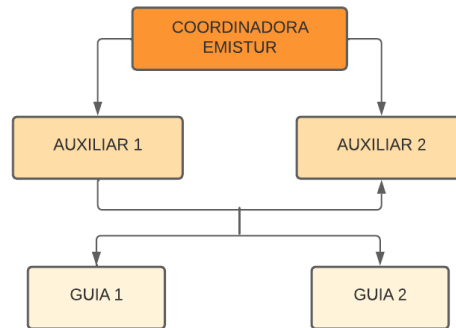 COORDINADORA
EMISTUR
AUXILIAR 1
AUXILIAR 2
GUIA 1
GUIA 2